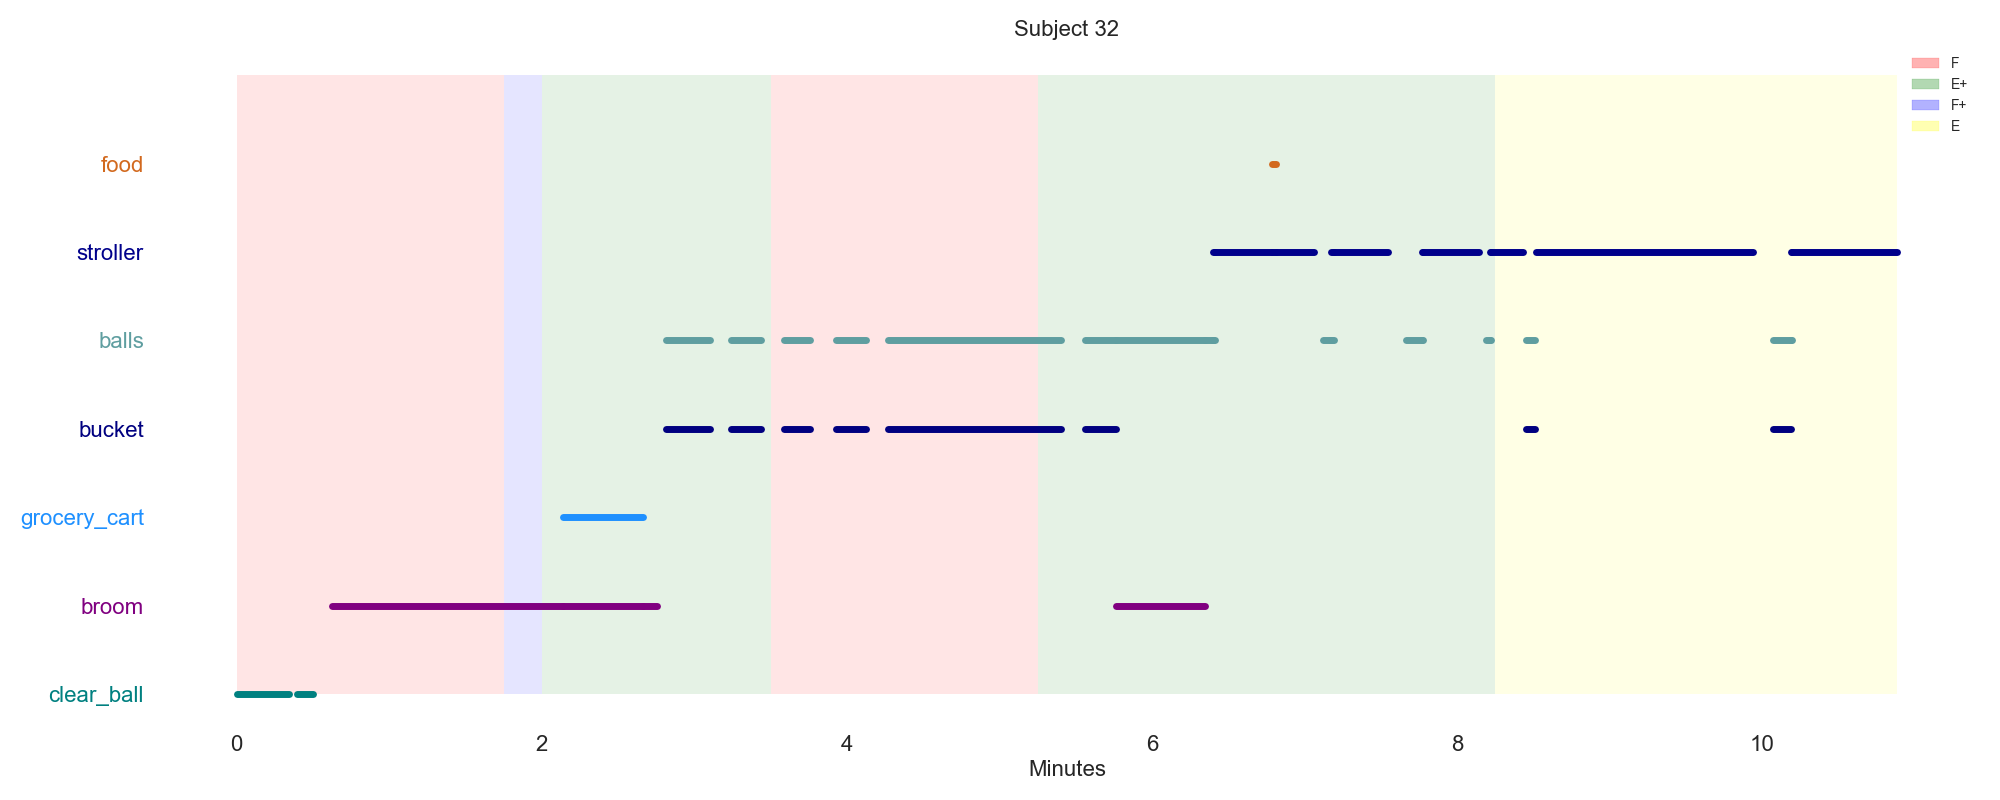 Subject 32
F
E+
F+
E
food
stroller
balls
bucket
grocery_cart
broom
clear_ball
0 2 4 6 8 10
Minutes